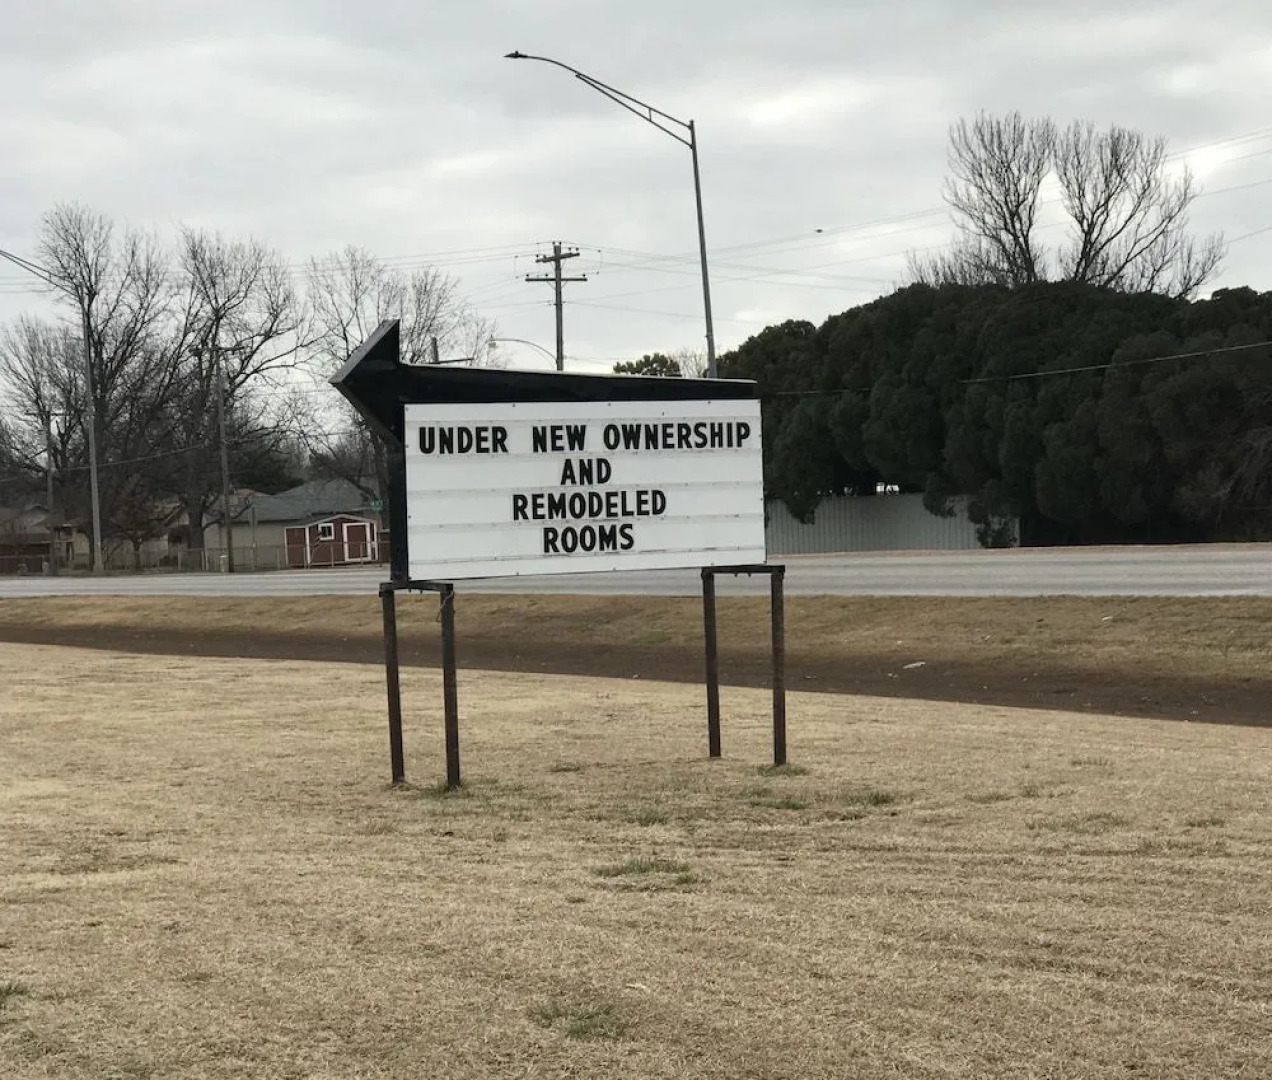 UNDER NEW OWNERSHIP
AND
REMODELED
ROOMS